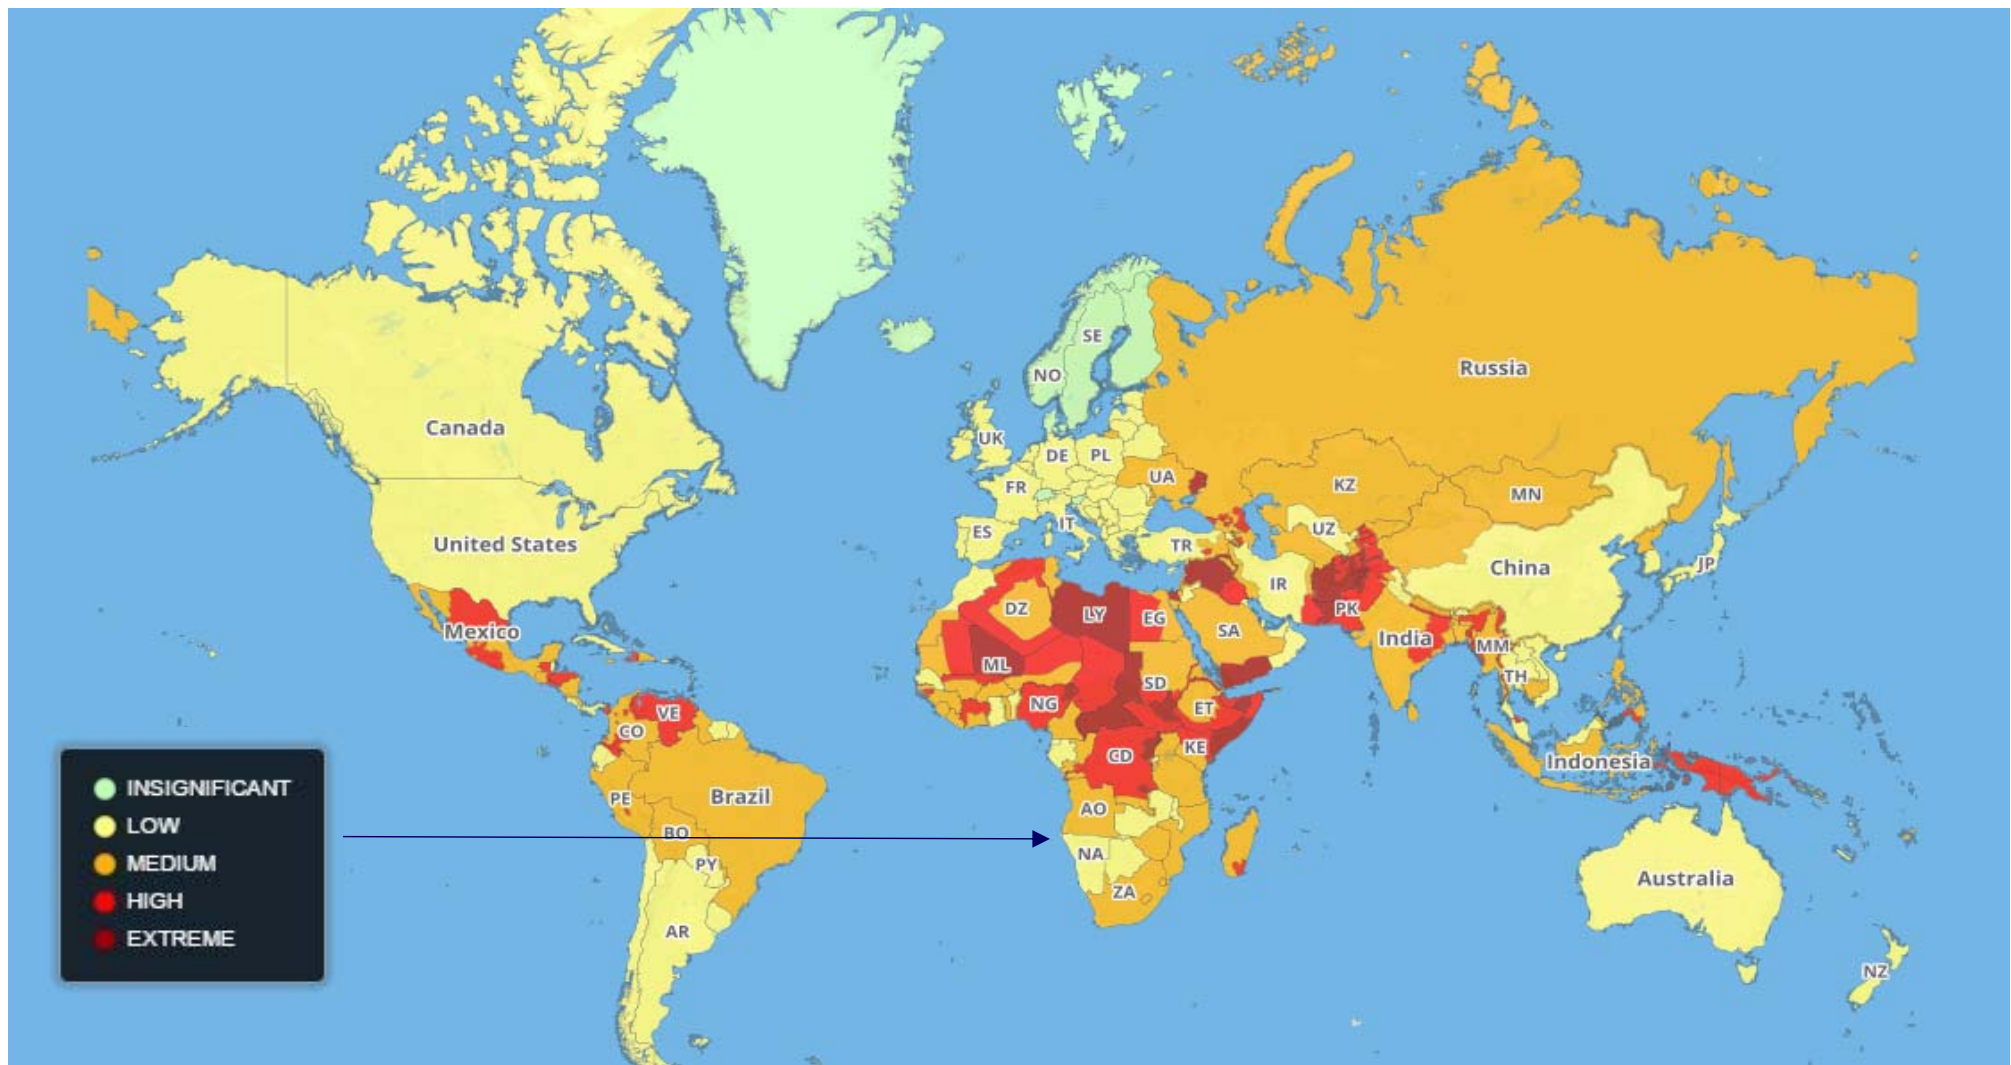 SE
NO
Russia
Canada
UK
DE
PL
UA
FR
KZ
MN
ES
IT
UZ
United States
TR
JP
China
IR
DZ
LY
EG
PK
Mexico
SA
India
MM
ML
TH
SD
NG
ET
VE
CO
KE
CD
Indonesia
INSIGNIFICANT
LOW
MEDIUM
HIGH
EXTREME
PE
Brazil
AO
BO
NA
PY
ZA
Australia
AR
NZ